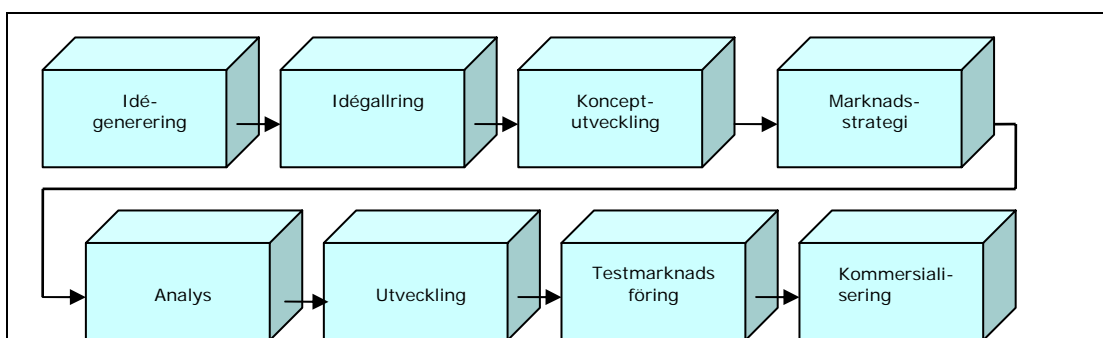 Idé-
generering
Idégallring
Koncept-
utveckling
Marknads-
strategi
Analys
Utveckling
Testmarknads
föring
Kommersiali-
sering